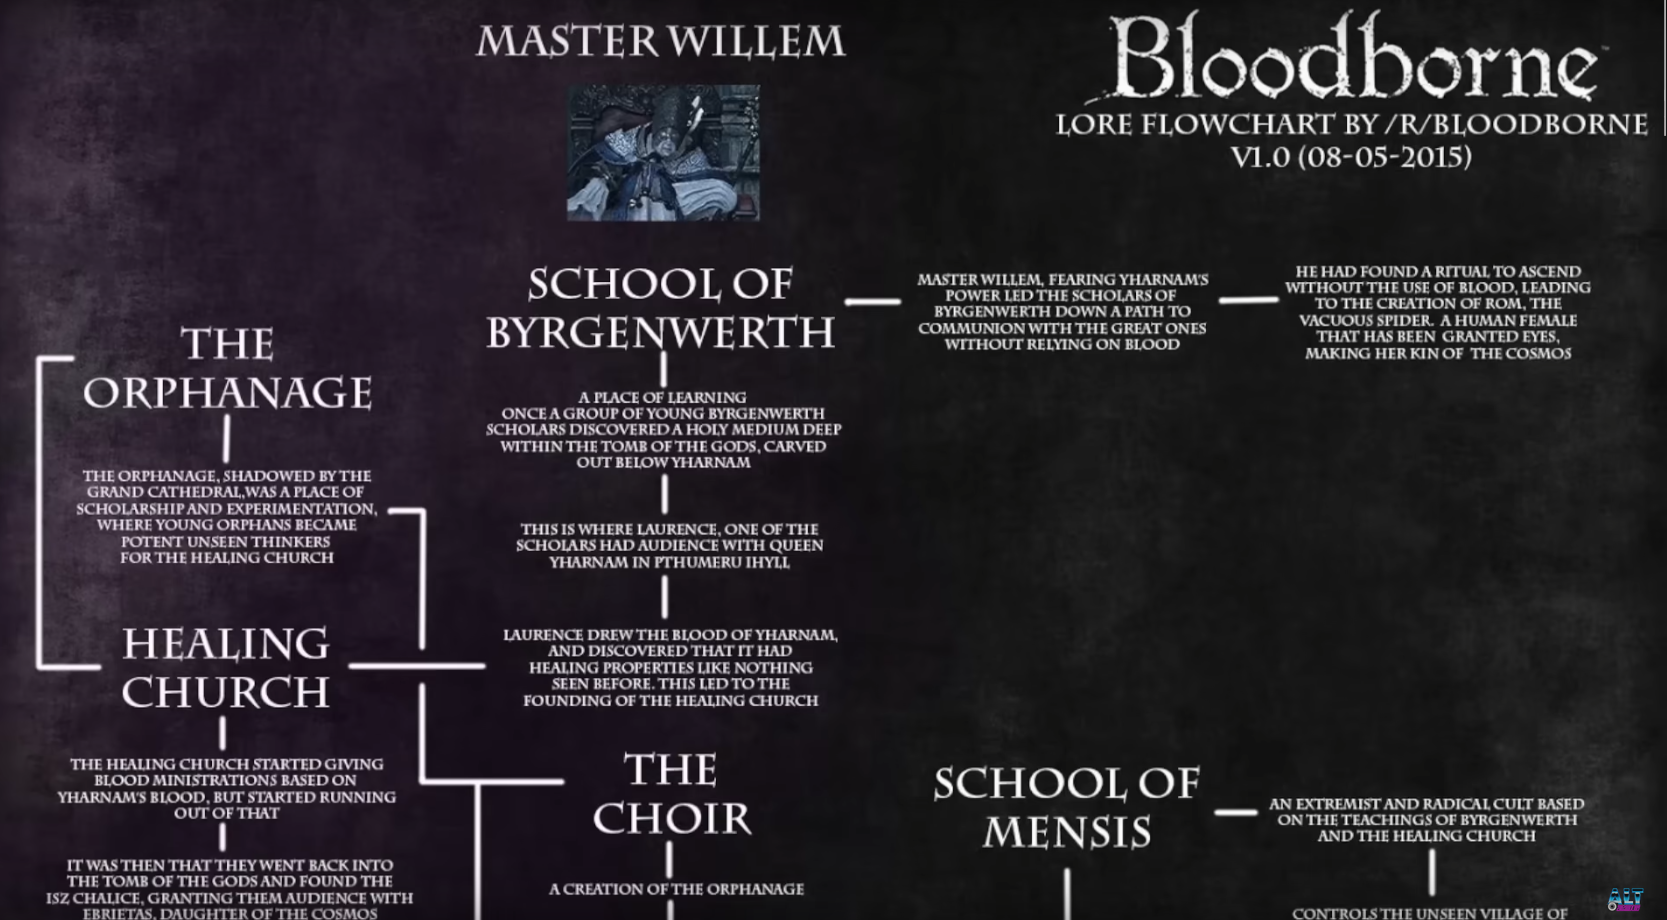 MASTER WILLEM
Bloodborne
LORE FLOWCHART BY /R/BLOODBORNE
V1.0 (08-05-2015)
SCHOOL OF
BYRGENWERTH
MASTER WILLEM, FEARING YHARNAM'S
POWER LED THE SCHOLARS OF
BYRGENWERTH DOWN A PATH TO
COMMUNION WITH THE GREAT ONES
WITHOUT RELYING ON BLOOD
HE HAD FOUND A RITUAL TO ASCEND
WITHOUT THE USE OF BLOOD, LEADING
TO THE CREATION OF ROM, THE
VACUOUS SPIDER. A HUMAN FEMALE
THAT HAS BEEN GRANTED EYES,
MAKING HER KIN OF THE COSMOS
THE
ORPHANAGE
A PLACE OF LEARNING
ONCE A GROUP OF YOUNG BYRGENWERTH
SCHOLARS DISCOVERED A HOLY MEDIUM DEEP
WITHIN THE TOMB OF THE GODS, CARVED
OUT BELOW YHARNAM
THE ORPHANAGE, SHADOWED BY THE
GRAND CATHEDRAL,WAS A PLACE OF
SCHOLARSHIP AND EXPERIMENTATION,
WHERE YOUNG ORPHANS BECAME
POTENT UNSEEN THINKERS
FOR THE HEALING CHURCH
THIS IS WHERE LAURENCE, ONE OF THE
SCHOLARS HAD AUDIENCE WITH QUEEN
YHARNAM IN PTHUMERU IHYLL
HEALING
CHURCH
LAURENCE DREW THE BLOOD OF YHARNAM,
AND DISCOVERED THAT IT HAD
HEALING PROPERTIES LIKE NOTHING
SEEN BEFORE. THIS LED TO THE
FOUNDING OF THE HEALING CHURCH
THE HEALING CHURCH STARTED GIVING
BLOOD MINISTRATIONS BASED ON
YHARNAM'S BLOOD, BUT STARTED RUNNING
OUT OF THAT
THE
CHOIR
SCHOOL OF
MENSIS
AN EXTREMIST AND RADICAL CULT BASED
ON THE TEACHINGS OF BYRGENWERTH
AND THE HEALING CHURCH
IT WAS THEN THAT THEY WENT BACK INTO
THE TOMB OF THE GODS AND FOUND THE
ISZ CHALICE, GRANTING THEM AUDIENCE WITH
EBRIETAS, DAUGHTER OF THE COSMOS
A CREATION OF THE ORPHANAGE
CONTROLS THE UNSEEN VILLAGE OF
ALT